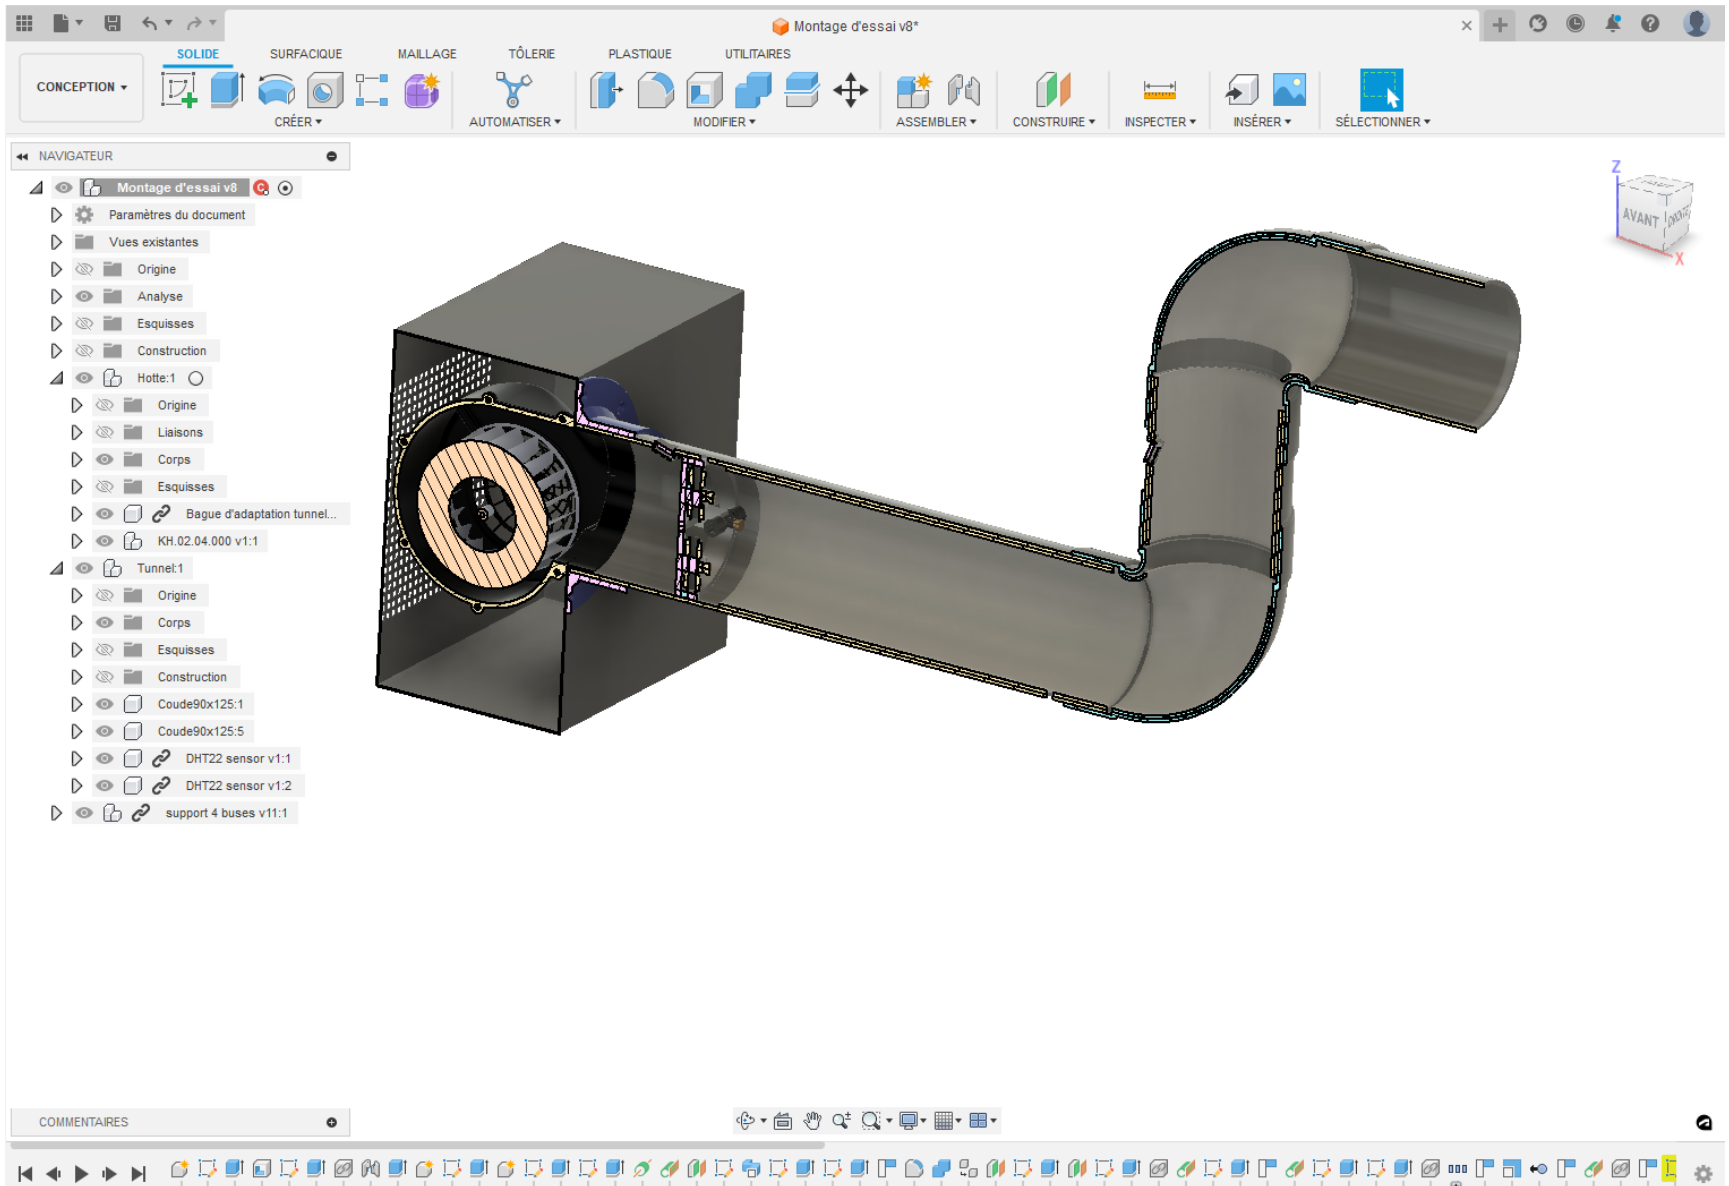 Montage d'essai v8*
SOLIDE SURFACIQUE MAILLAGE TÔLERIE PLASTIQUE UTILITAIRES
CONCEPTION
CRÉER AUTOMATISER MODIFIER ASSEMBLER CONSTRUIRE INSPECTER INSÉRER SÉLECTIONNER
NAVIGATEUR
Montage d'essai v8
Paramètres du document
Vues existantes
Origine
Analyse
Esquisses
Construction
Hotte:1
Origine
Liaisons
Corps
Esquisses
Bague d'adaptation tunnel...
KH.02.04.000 v1:1
Tunnel:1
Origine
Corps
Esquisses
Construction
Coude90x125:1
Coude90x125:5
DHT22 sensor v1:1
DHT22 sensor v1:2
support 4 buses v11:1
Z
HAUT
AVANT DROITE
X
COMMENTAIRES